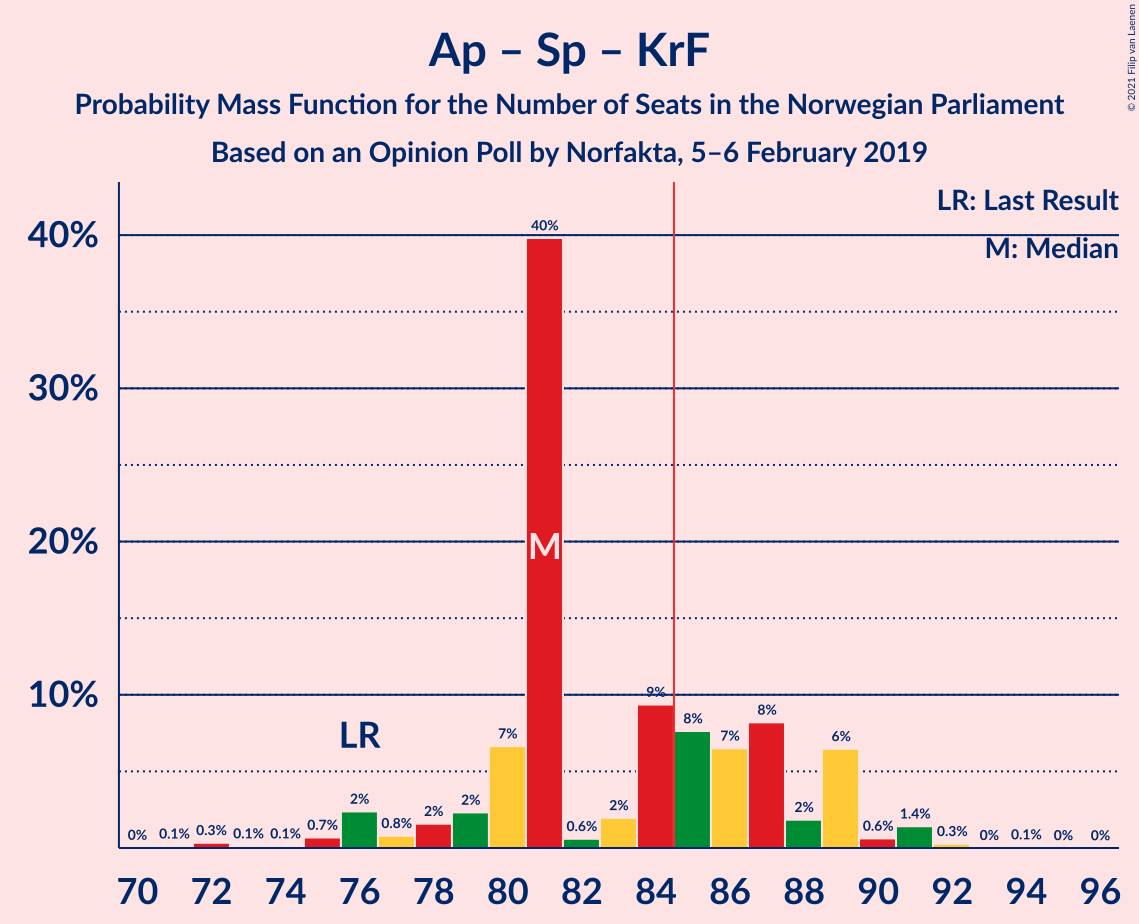 Ap – Sp – KrF
Probability Mass Function for the Number of Seats in the Norwegian Parliament
Based on an Opinion Poll by Norfakta, 5–6 February 2019
© 2021 Filip van Laenen
LR: Last Result
M: Median
40%
30%
20%
10%
LR
M
0% 0.1% 0.3% 0.1% 0.1% 0.7% 2% 0.8% 2% 2% 7% 40% 0.6% 2% 9% 8% 7% 8% 2% 6% 0.6% 1.4% 0.3% 0% 0.1% 0% 0%
70 72 74 76 78 80 82 84 86 88 90 92 94 96